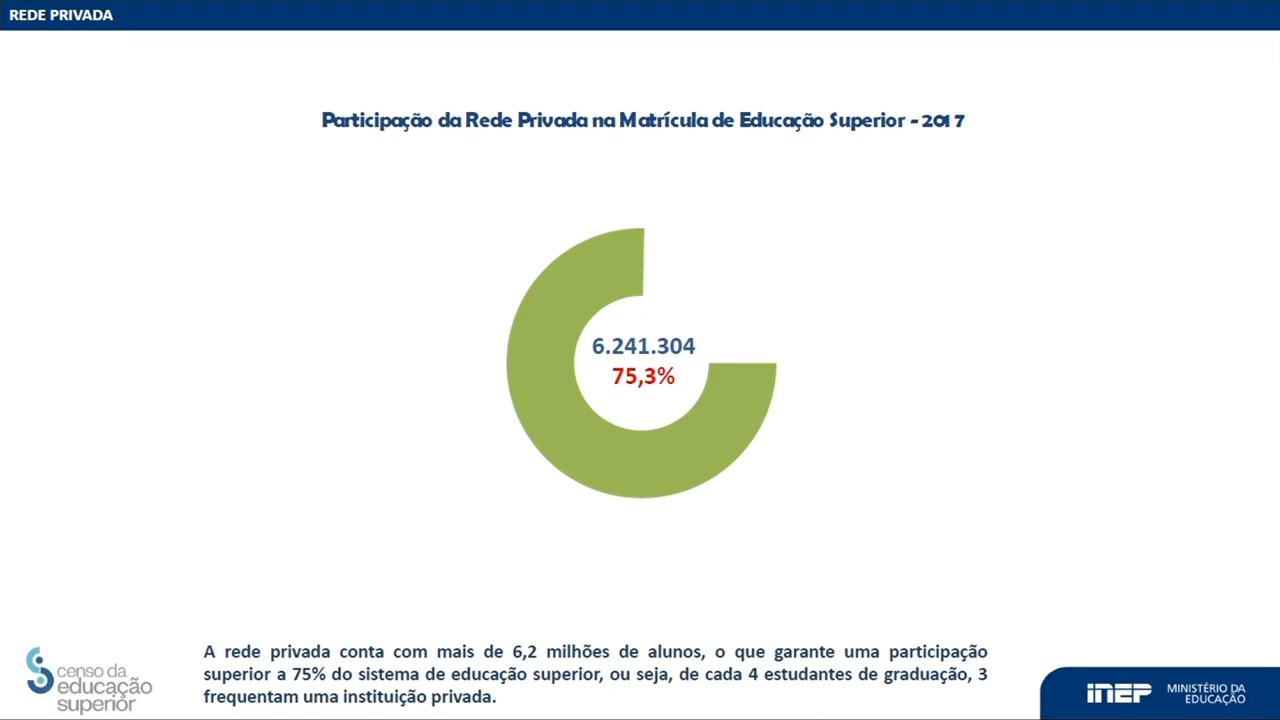 REDE PRIVADA
Participação da Rede Privada na Matrícula de Educação Superior - 2017
6.241.304
75,3%
A rede privada conta com mais de 6,2 milhões de alunos, o que garante uma participação
superior a 75% do sistema de educação superior, ou seja, de cada 4 estudantes de graduação, 3
frequentam uma instituição privada.
censo da
educação
superior
INEP
MINISTÉRIO DA
EDUCAÇÃO